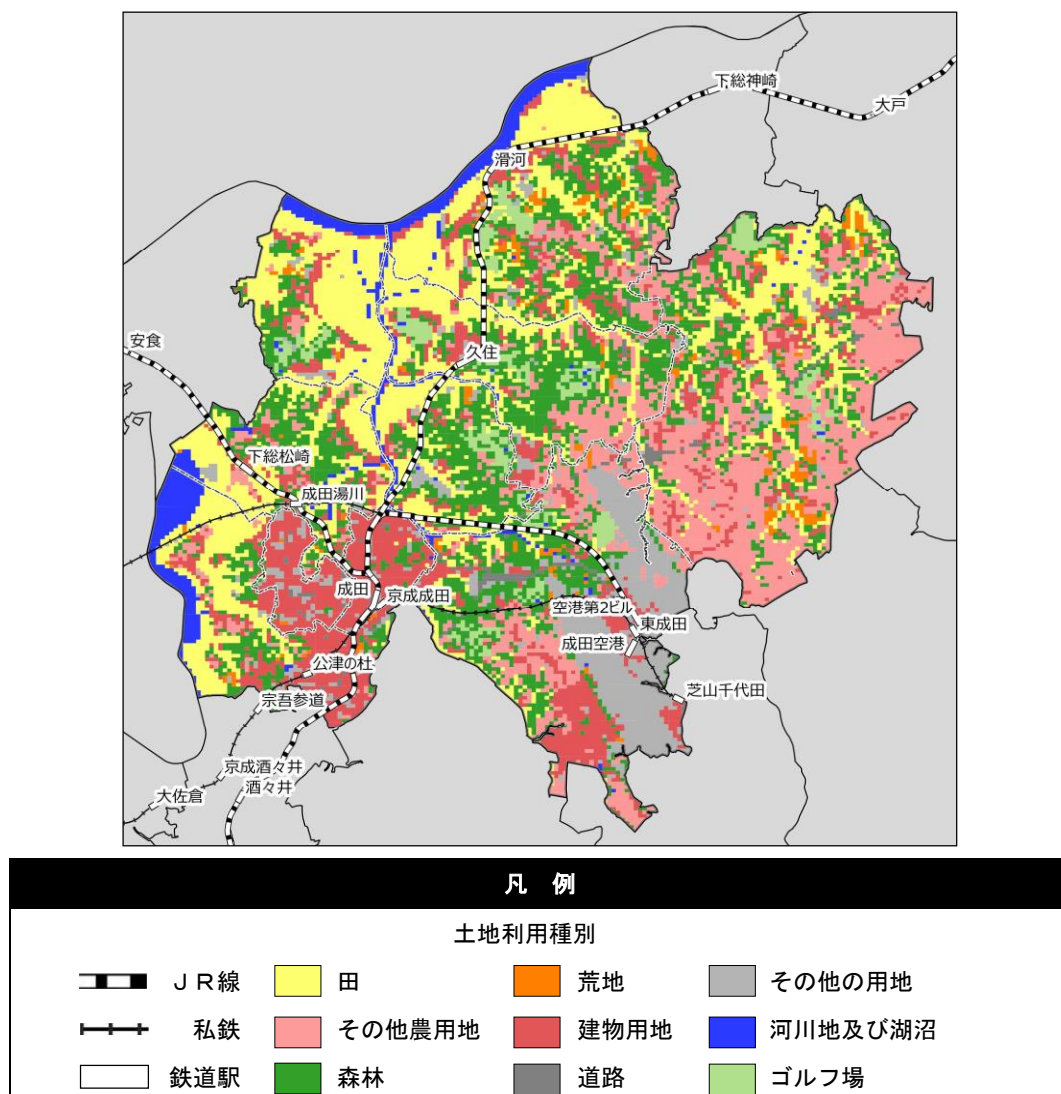 下総神崎
大戸
滑河
安食
久住
下総松崎
成田湯川
成田
京成成田
空港第2ビル
東成田
成田空港
公津の杜
芝山千代田
宗吾参道
京成酒々井
酒々井
大佐倉
凡 例
土地利用種別
JR線 田 荒地 その他の用地
私鉄 その他農用地 建物用地 河川地及び湖沼
鉄道駅 森林 道路 ゴルフ場